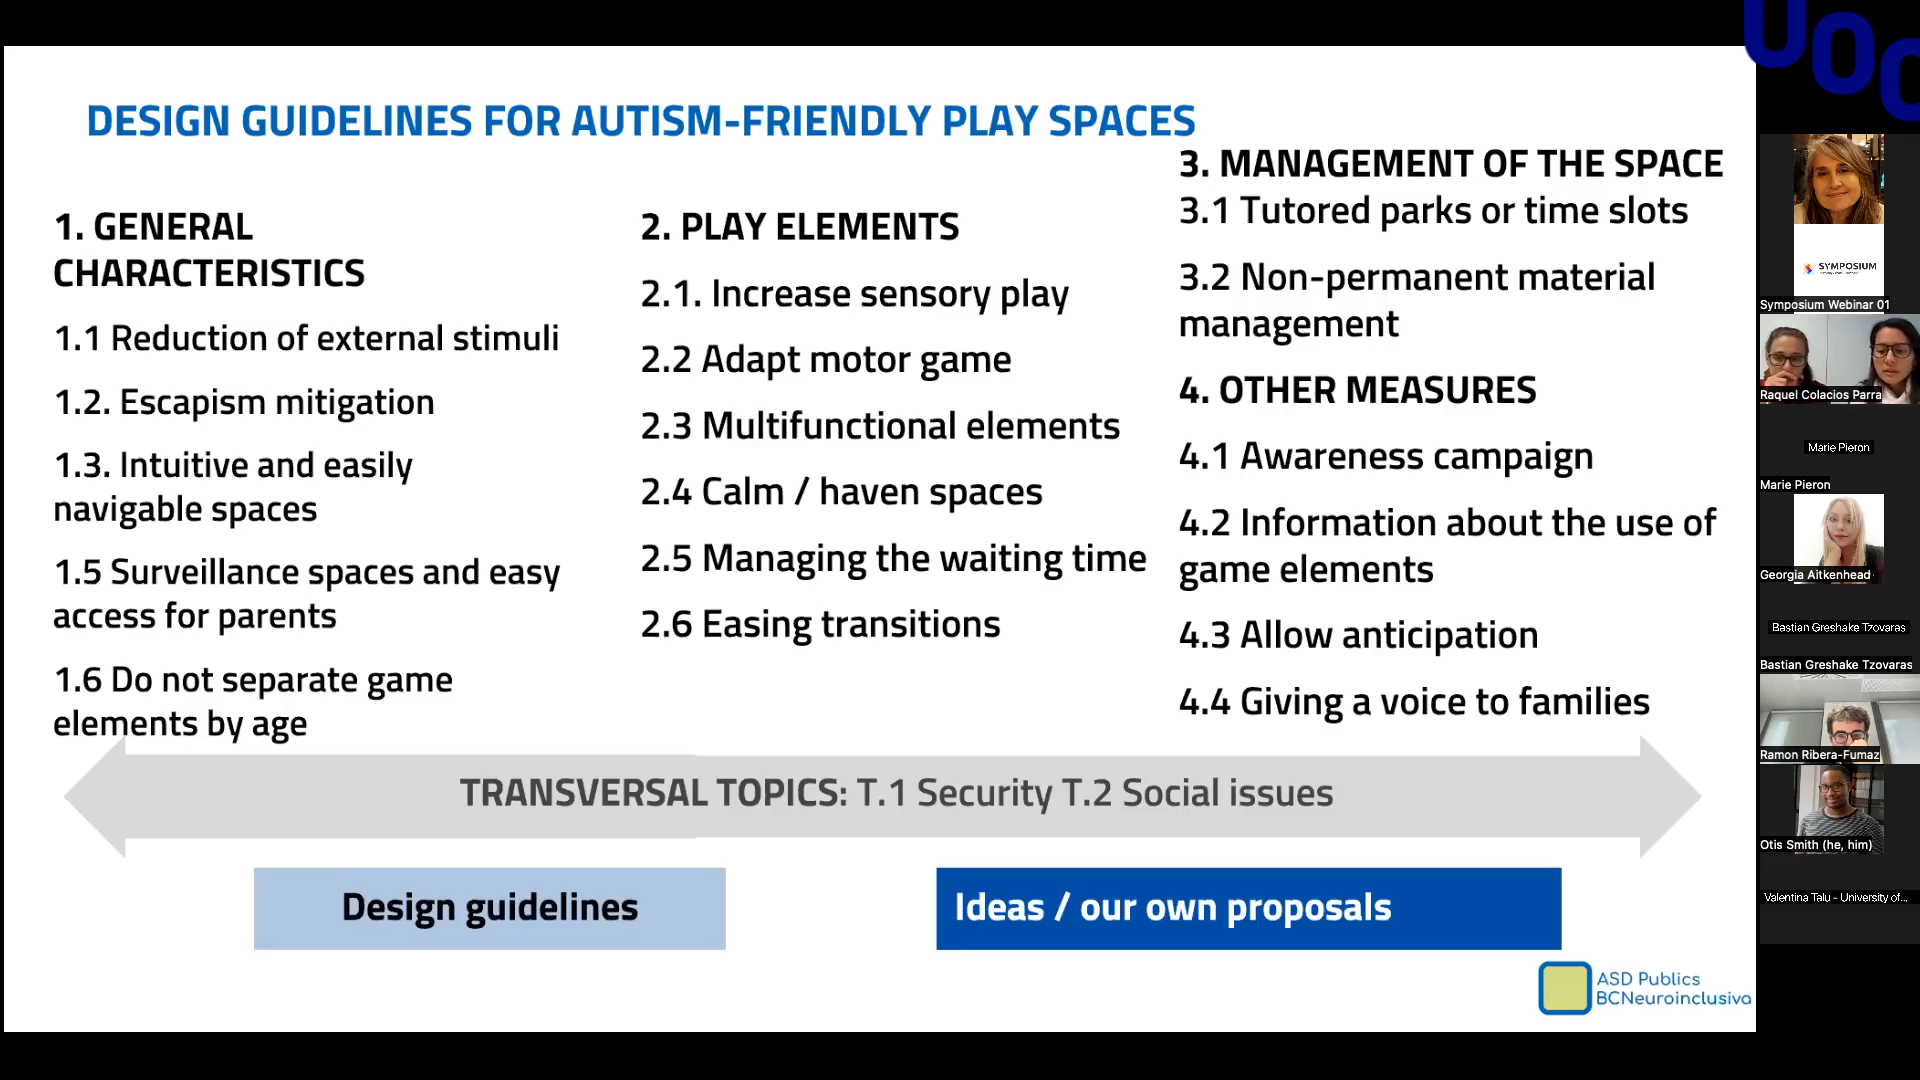 UOC
DESIGN GUIDELINES FOR AUTISM-FRIENDLY PLAY SPACES
1. GENERAL
CHARACTERISTICS
1.1 Reduction of external stimuli
1.2. Escapism mitigation
1.3. Intuitive and easily
navigable spaces
1.5 Surveillance spaces and easy
access for parents
1.6 Do not separate game
elements by age
2. PLAY ELEMENTS
2.1. Increase sensory play
2.2 Adapt motor game
2.3 Multifunctional elements
2.4 Calm / haven spaces
2.5 Managing the waiting time
2.6 Easing transitions
3. MANAGEMENT OF THE SPACE
3.1 Tutored parks or time slots
3.2 Non-permanent material
management
4. OTHER MEASURES
4.1 Awareness campaign
4.2 Information about the use of
game elements
4.3 Allow anticipation
4.4 Giving a voice to families
TRANSVERSAL TOPICS: T.1 Security T.2 Social issues
Design guidelines
Ideas / our own proposals
ASD Publics
BCNeuroinclusiva
SYMPOSIUM
Symposium Webinar 01
Raquel Colacios Parra
Marie Pieron
Marie Pieron
Georgia Aitkenhead
Bastian Greshake Tzovaras
Bastian Greshake Tzovaras
Ramon Ribera-Fumaz
Otis Smith (he, him)
Valentina Talu - University of...